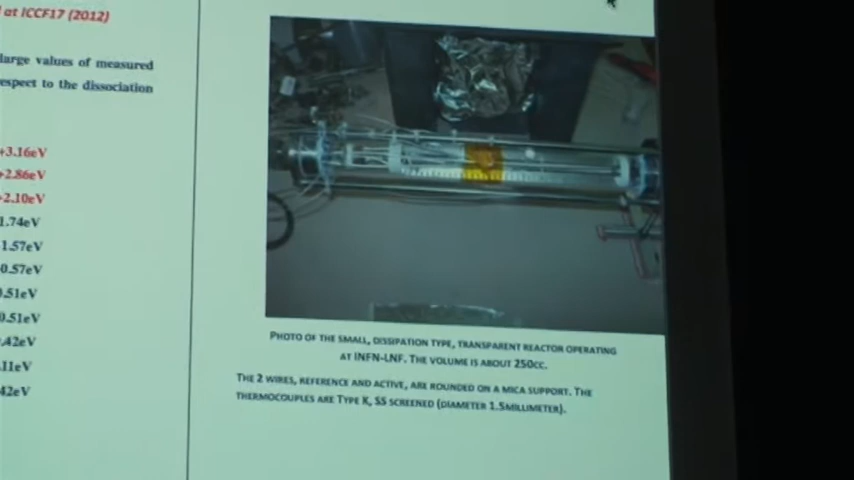 at ICCF17 (2012)
large values of measured
espect to the dissociation
+3.16eV
+2.86eV
+2.10eV
1.74eV
1.57eV
0.57eV
0.51eV
0.51eV
.42eV
.11eV
42eV
PHOTO OF THE SMALL, DISSIPATION TYPE, TRANSPARENT REACTOR OPERATING
AT INFN-LNF. THE VOLUME IS ABOUT 250CC.
THE 2 WIRES, REFERENCE AND ACTIVE, ARE ROUNDED ON A MICA SUPPORT. THE
THERMOCOUPLES ARE TYPE K, SS SCREENED (DIAMETER 1.5MILLIMETER).